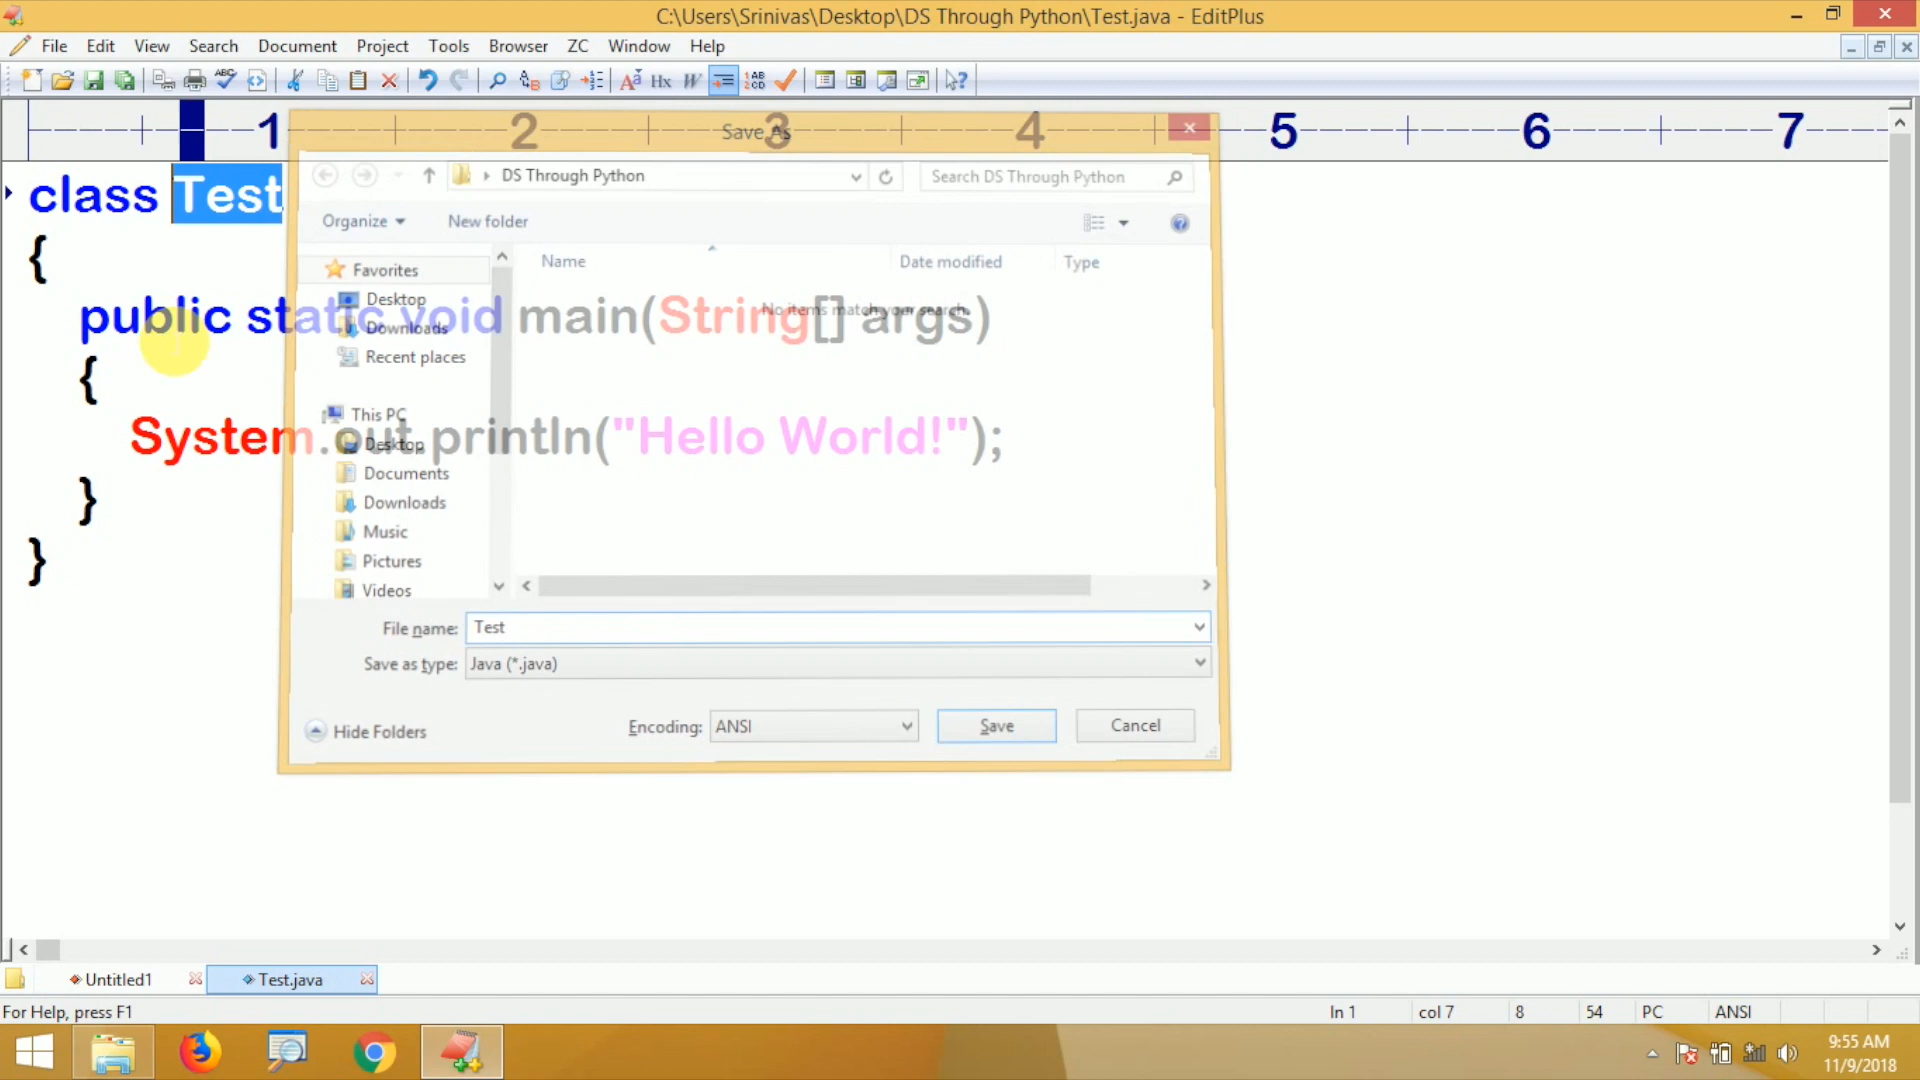 C:\Users\Srinivas\Desktop\DS Through Python\Test.java - EditPlus
File Edit View Search Document Project Tools Browser ZC Window Help
1 2 3 4 5 6 7
Save As
class Test
DS Through Python
Search DS Through Python
Organize
New folder
{
Name
Date modified
Type
Favorites
Desktop
No items match your search.
public static void main(String[] args)
Downloads
Recent places
{
This PC
System.out.println("Hello World!");
Desktop
Documents
}
Downloads
Music
}
Pictures
Videos
File name: Test
Save as type: Java (*.java)
Hide Folders
Encoding: ANSI
Save
Cancel
Untitled1
Test.java
For Help, press F1
ln 1
col 7
8
54
PC
ANSI
9:55 AM
11/9/2018